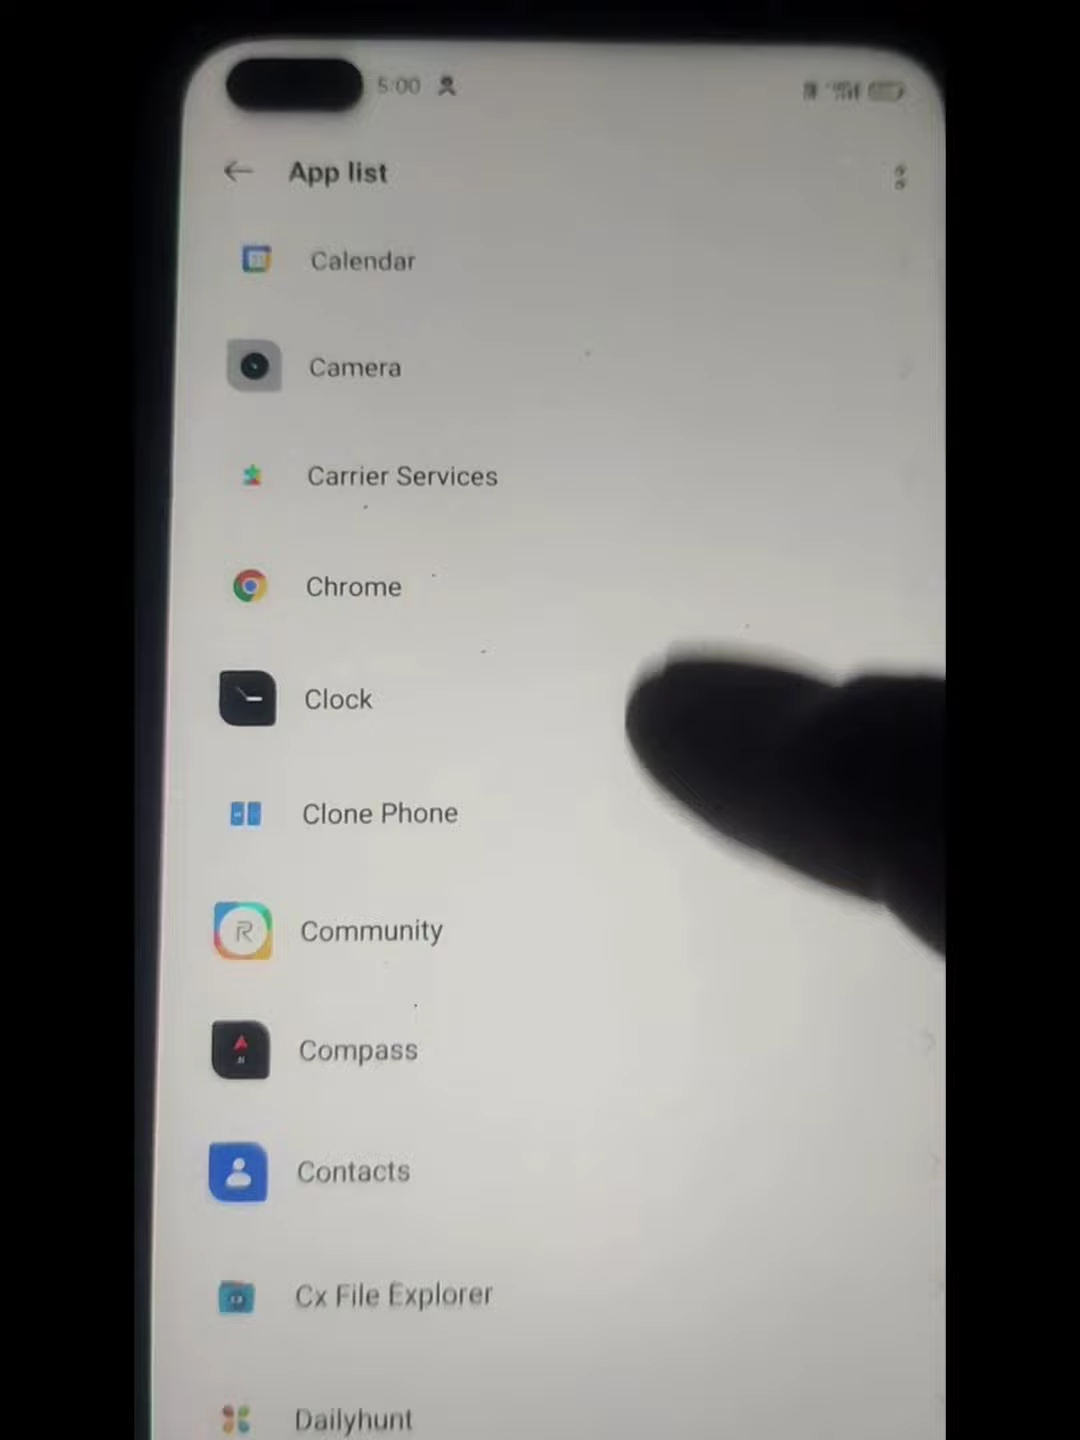 5:00
App list
Calendar
Camera
Carrier Services
Chrome
Clock
Clone Phone
Community
Compass
Contacts
Cx File Explorer
Dailyhunt